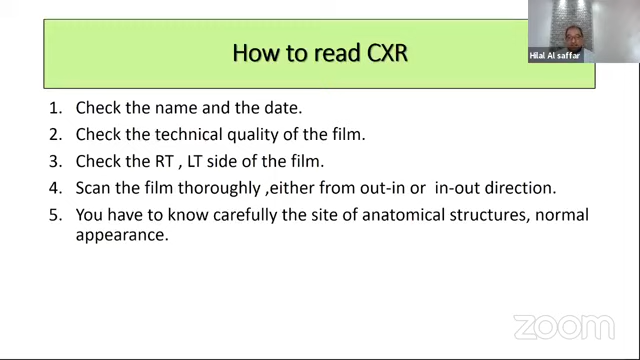 How to read CXR
Hilal Al saffar
1. Check the name and the date.
2. Check the technical quality of the film.
3. Check the RT , LT side of the film.
4. Scan the film thoroughly ,either from out-in or in-out direction.
5. You have to know carefully the site of anatomical structures, normal
appearance.
zoom